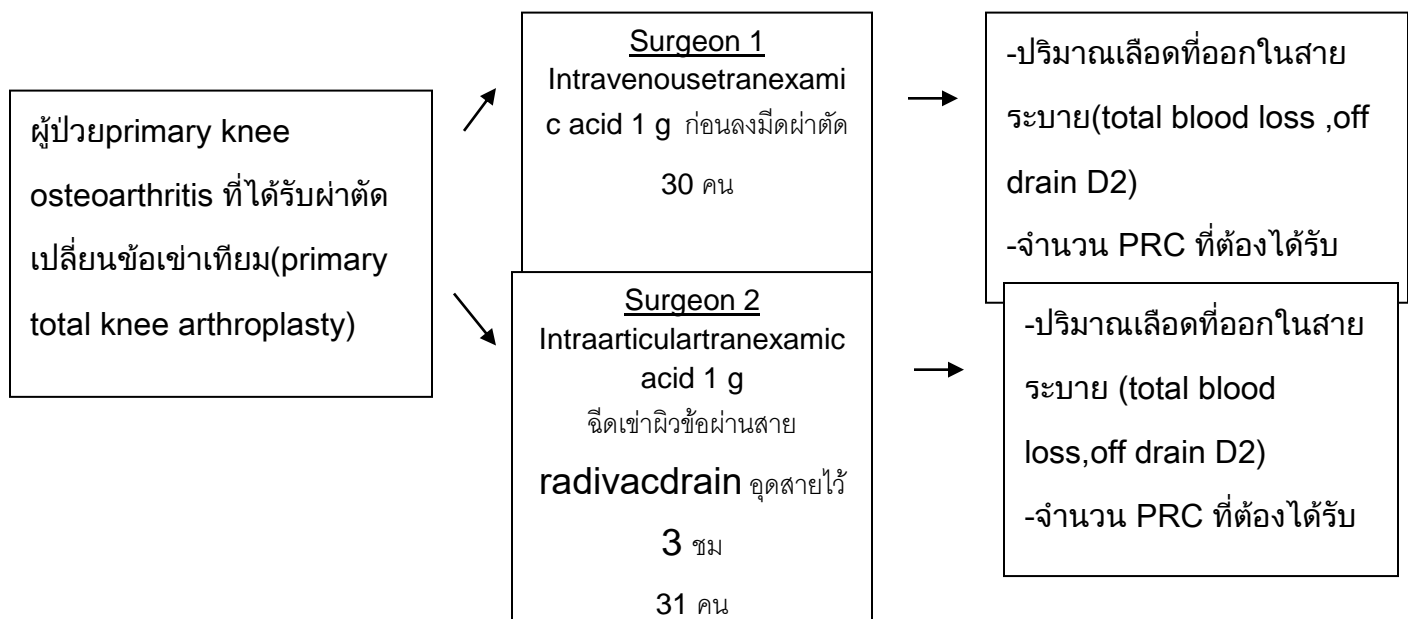 ผู้ป่วยprimary knee
osteoarthritis ที่ได้รับผ่าตัด
เปลี่ยนข้อเข่าเทียม(primary
total knee arthroplasty)
Surgeon 1
Intravenousetranexami
c acid 1 g ก่อนลงมีดผ่าตัด
30 คน
-ปริมาณเลือดที่ออกในสาย
ระบาย(total blood loss ,off
drain D2)
-จำนวน PRC ที่ต้องได้รับ
Surgeon 2
Intraarticulartranexamic
acid 1 g
ฉีดเข่าผิวข้อผ่านสาย
radivacdrain อุดสายไว้
3 ชม
31 คน
-ปริมาณเลือดที่ออกในสาย
ระบาย (total blood
loss,off drain D2)
-จำนวน PRC ที่ต้องได้รับ